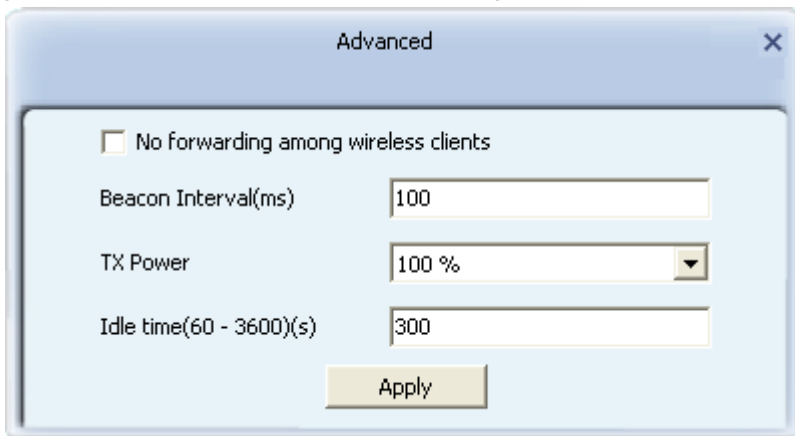 Advanced
No forwarding among wireless clients
Beacon Interval(ms) 100
TX Power 100 %
Idle time(60 - 3600)(s) 300
Apply